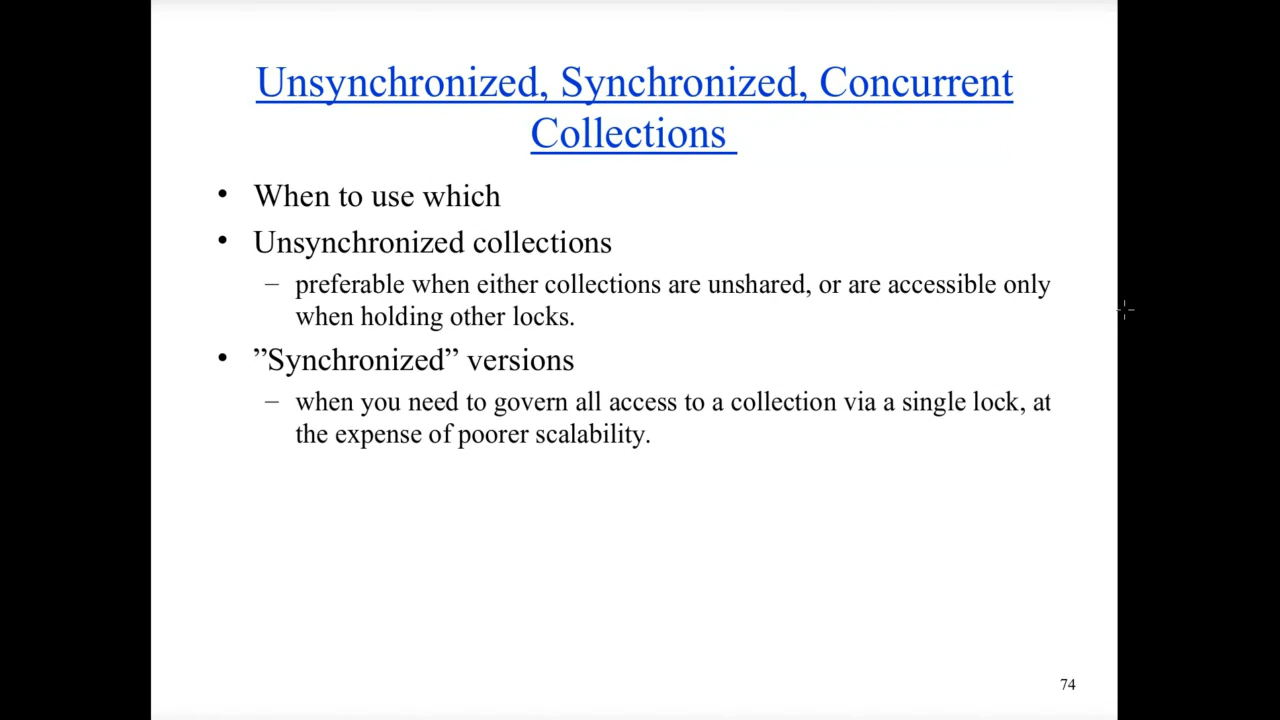 Unsynchronized, Synchronized, Concurrent
Collections
• When to use which
• Unsynchronized collections
– preferable when either collections are unshared, or are accessible only
when holding other locks.
• ”Synchronized” versions
– when you need to govern all access to a collection via a single lock, at
the expense of poorer scalability.
74